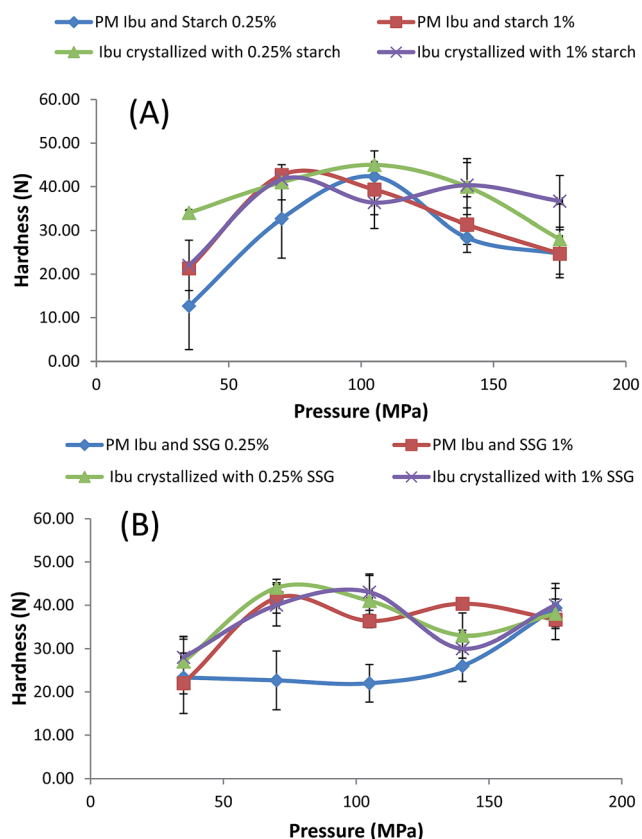 PM Ibu and Starch 0.25% PM Ibu and starch 1%
Ibu crystallized with 0.25% starch Ibu crystallized with 1% starch
(A)
Hardness (N)
60.00
50.00
40.00
30.00
20.00
10.00
0.00
0 50 100 150 200
Pressure (MPa)
PM Ibu and SSG 0.25% PM Ibu and SSG 1%
Ibu crystallized with 0.25% SSG Ibu crystallized with 1% SSG
(B)
Hardness (N)
60.00
50.00
40.00
30.00
20.00
10.00
0.00
0 50 100 150 200
Pressure (MPa)